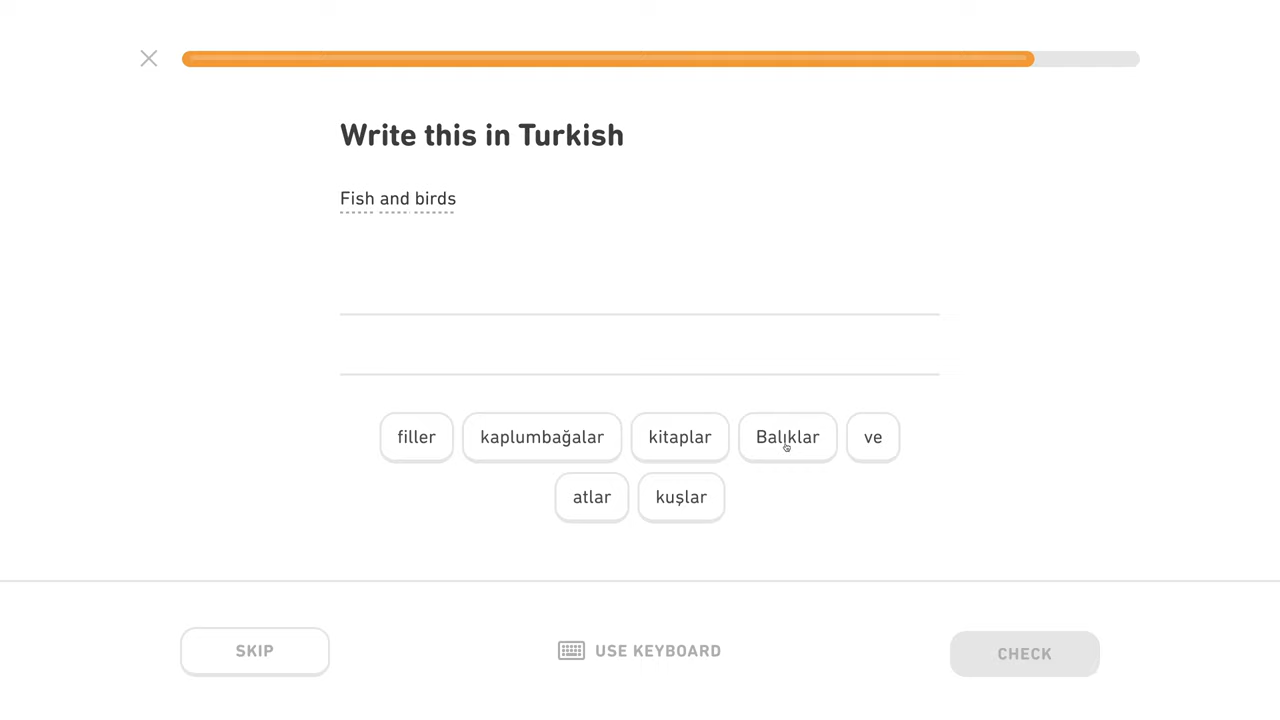 Write this in Turkish
Fish and birds
filler kaplumbağalar kitaplar Balıklar ve
atlar kuşlar
SKIP USE KEYBOARD CHECK